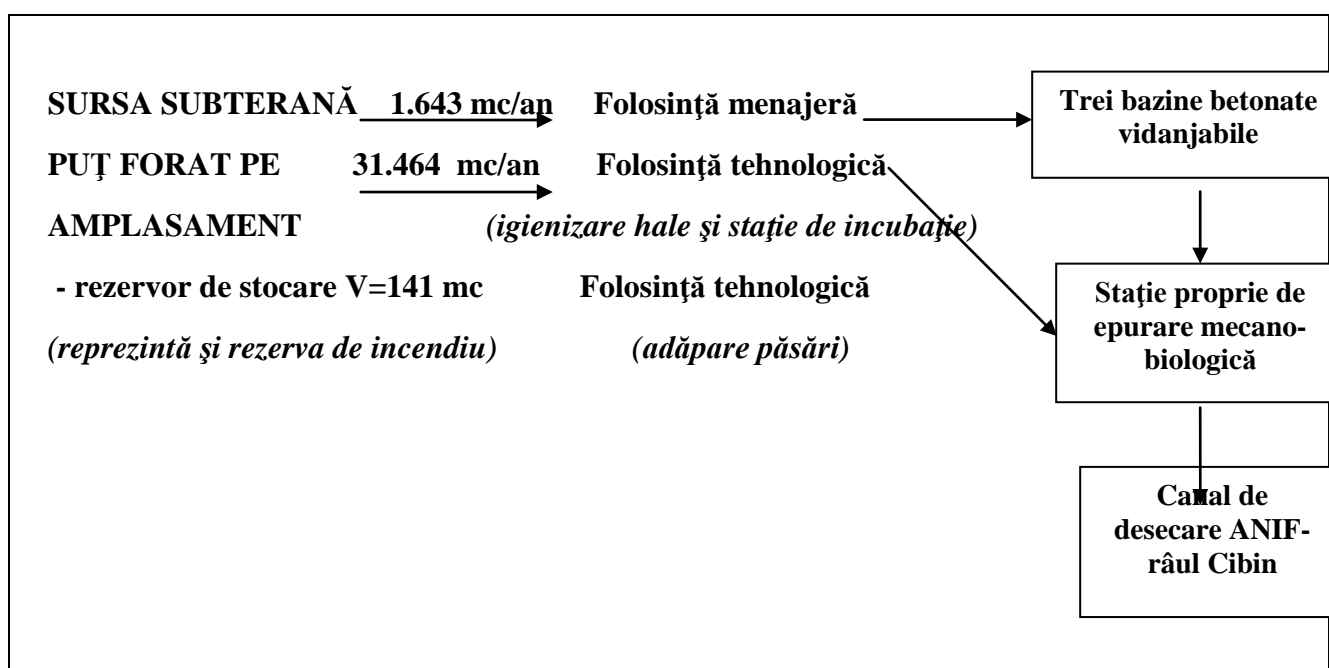 SURSA SUBTERANĂ 1.643 mc/an Folosinţă menajeră
PUŢ FORAT PE 31.464 mc/an Folosinţă tehnologică
AMPLASAMENT (igienizare hale şi staţie de incubaţie)
- rezervor de stocare V=141 mc Folosinţă tehnologică
(reprezintă şi rezerva de incendiu) (adăpare păsări)
Trei bazine betonate
vidanjabile
Staţie proprie de
epurare mecano-
biologică
Canal de
desecare ANIF-
râul Cibin